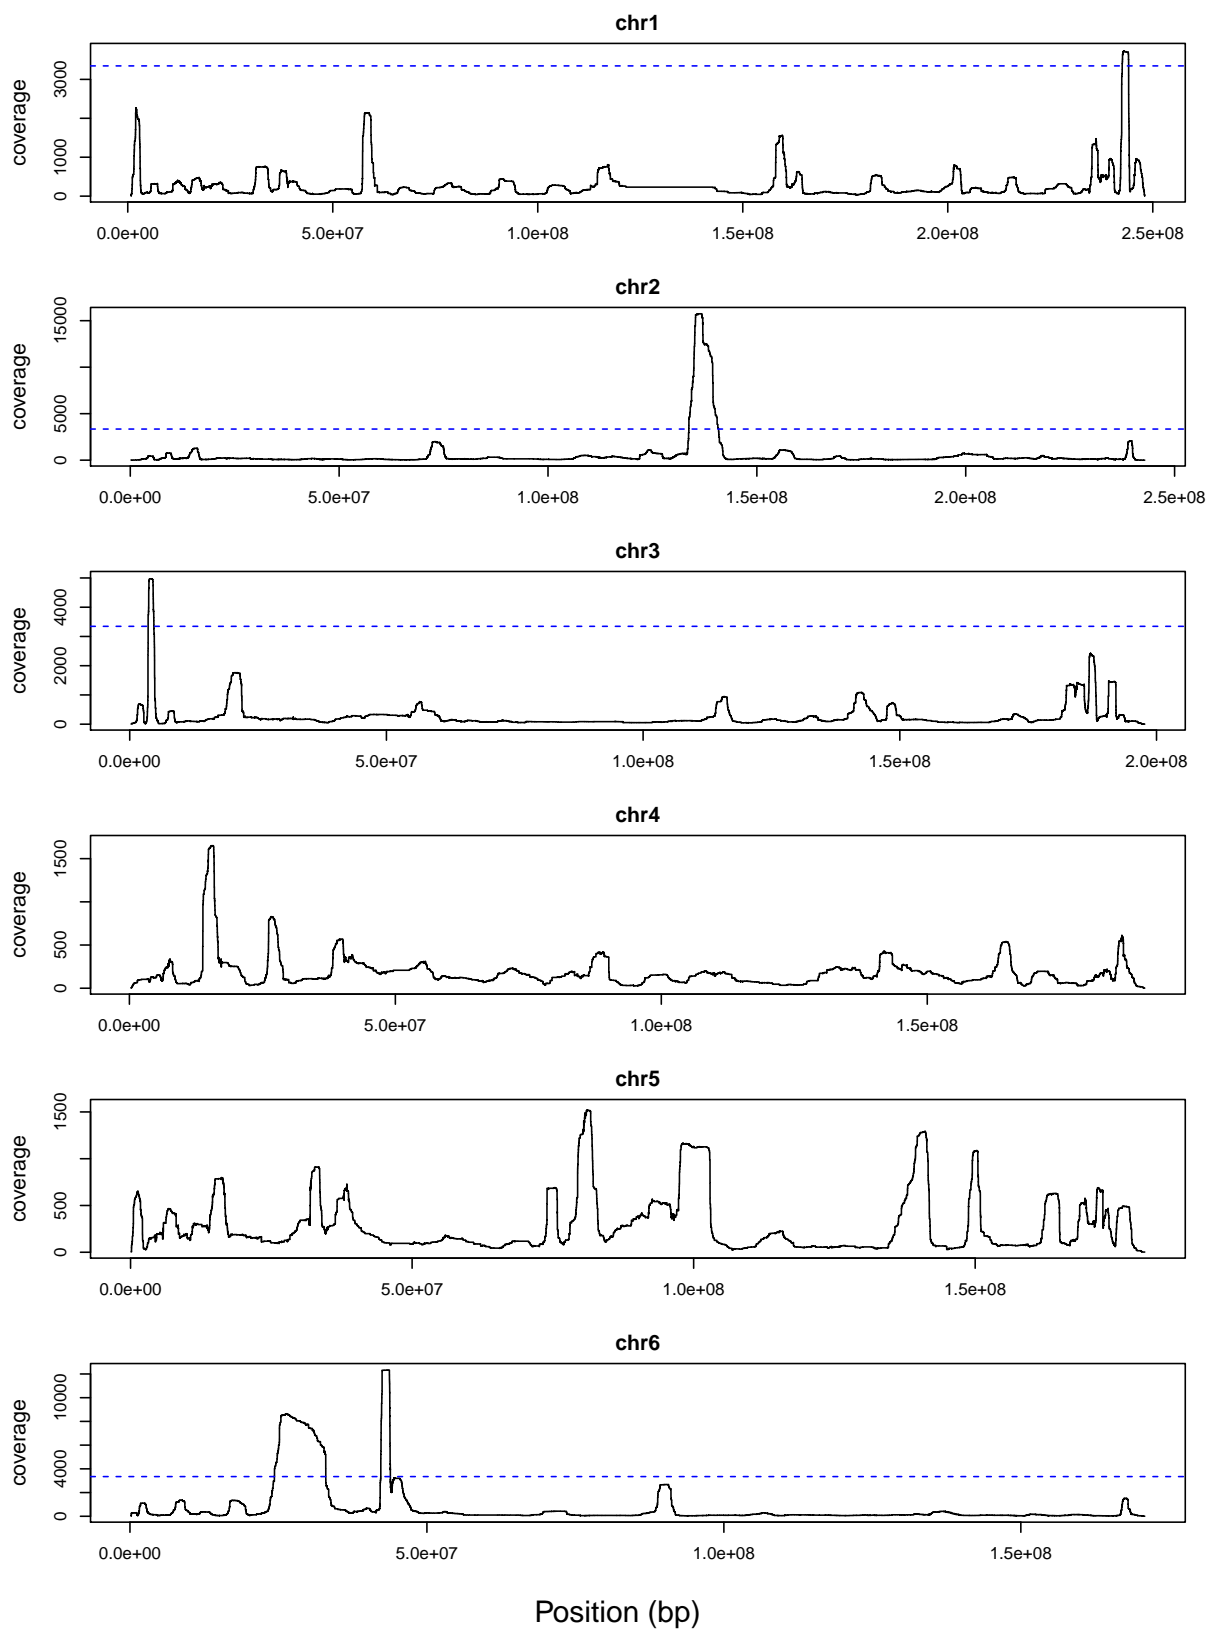 chr1
coverage
0 1000 3000
0.0e+00 5.0e+07 1.0e+08 1.5e+08 2.0e+08 2.5e+08
chr2
coverage
0 5000 15000
0.0e+00 5.0e+07 1.0e+08 1.5e+08 2.0e+08 2.5e+08
chr3
coverage
0 2000 4000
0.0e+00 5.0e+07 1.0e+08 1.5e+08 2.0e+08
chr4
coverage
0 500 1500
0.0e+00 5.0e+07 1.0e+08 1.5e+08
chr5
coverage
0 500 1500
0.0e+00 5.0e+07 1.0e+08 1.5e+08
chr6
coverage
0 4000 10000
0.0e+00 5.0e+07 1.0e+08 1.5e+08
Position (bp)